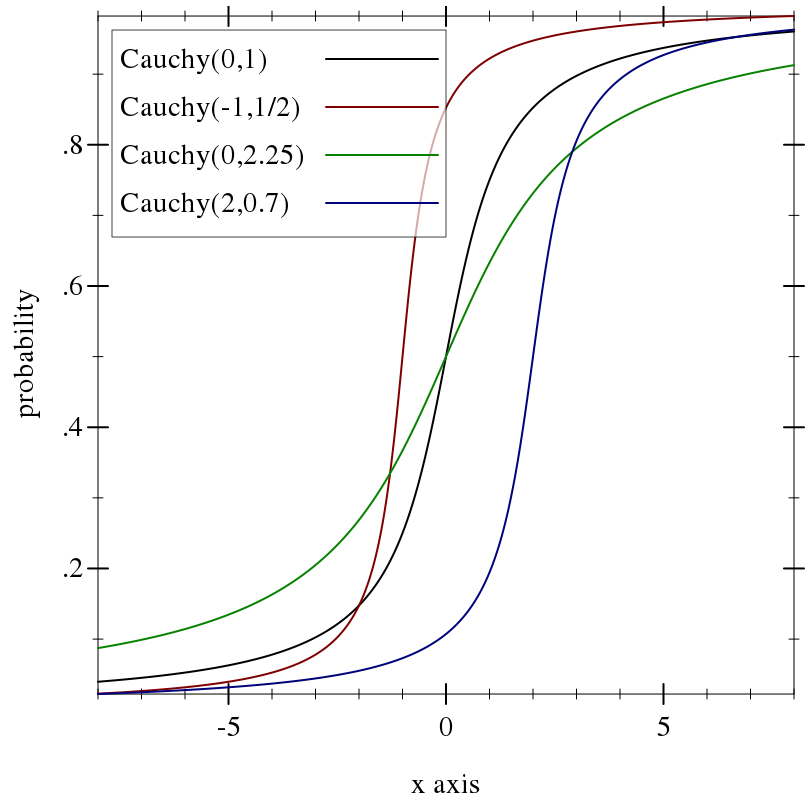 Cauchy(0,1)
Cauchy(-1,1/2)
Cauchy(0,2.25)
Cauchy(2,0.7)
.8
.6
.4
.2
probability
-5
0
5
x axis